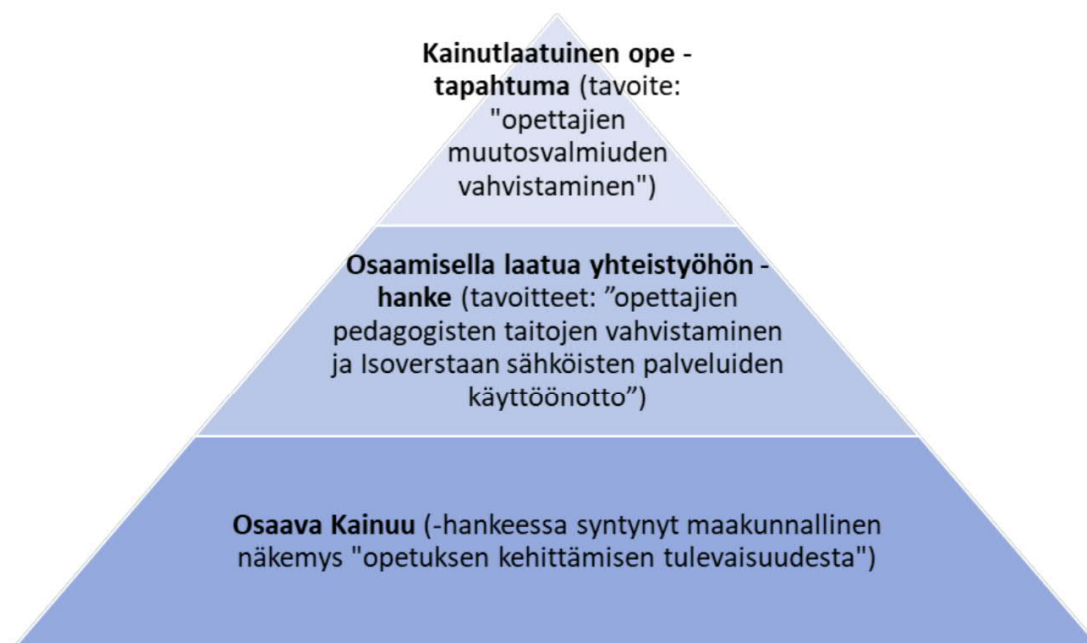 Kainutlaatuinen ope -
tapahtuma (tavoite:
"opettajien
muutosvalmiuden
vahvistaminen")
Osaamisella laatua yhteistyöhön -
hanke (tavoitteet: ”opettajien
pedagogisten taitojen vahvistaminen
ja Isoverstaan sähköisten palveluiden
käyttöönotto”)
Osaava Kainuu (-hankeessa syntynyt maakunnallinen
näkemys "opetuksen kehittämisen tulevaisuudesta")